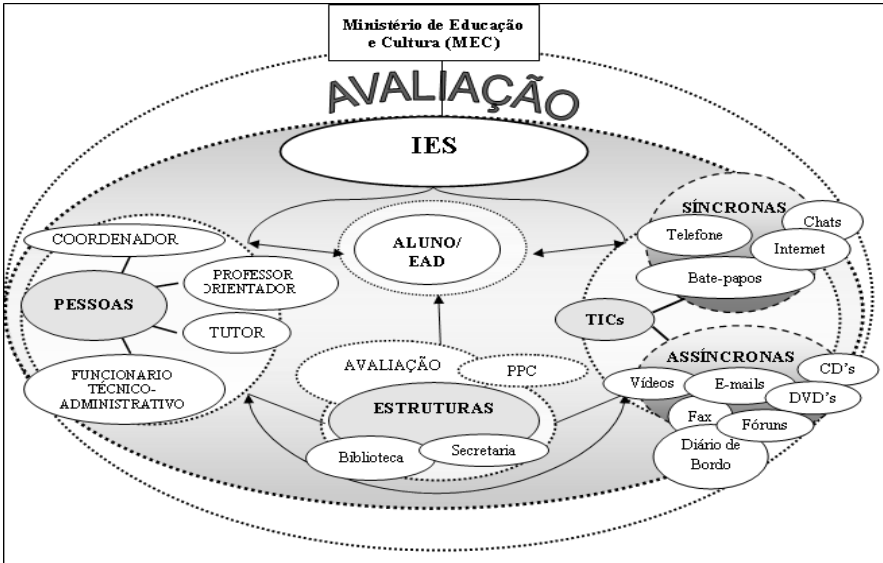 Ministério de Educação
e Cultura (MEC)
AVALIAÇÃO
IES
ALUNO/
EAD
COORDENADOR
PROFESSOR
ORIENTADOR
PESSOAS
TUTOR
FUNCIONARIO
TÉCNICO-
ADMINISTRATIVO
SÍNCRONAS
Chats
Telefone
Internet
Bate-papos
TICs
ASSÍNCRONAS
CD's
Vídeos
E-mails
DVD's
Fax
Fóruns
Diário de
Bordo
AVALIAÇÃO
PPC
ESTRUTURAS
Biblioteca
Secretaria